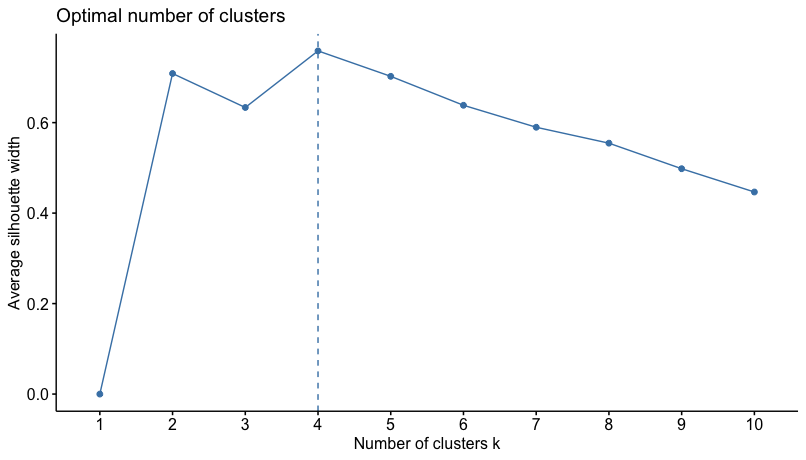 Optimal number of clusters
Average silhouette width
0.6
0.4
0.2
0.0
1 2 3 4 5 6 7 8 9 10
Number of clusters k